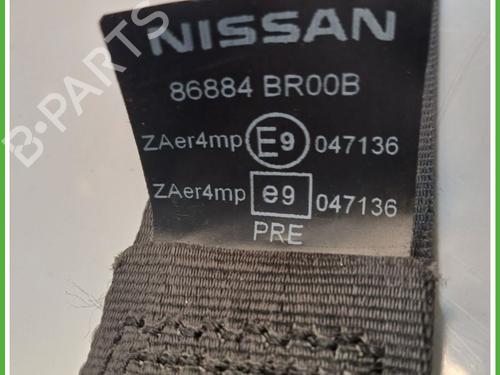 NISSAN
86884 BR00B
ZAer4mp E9 047136
ZAer4mp e9 047136
PRE
B-PARTS